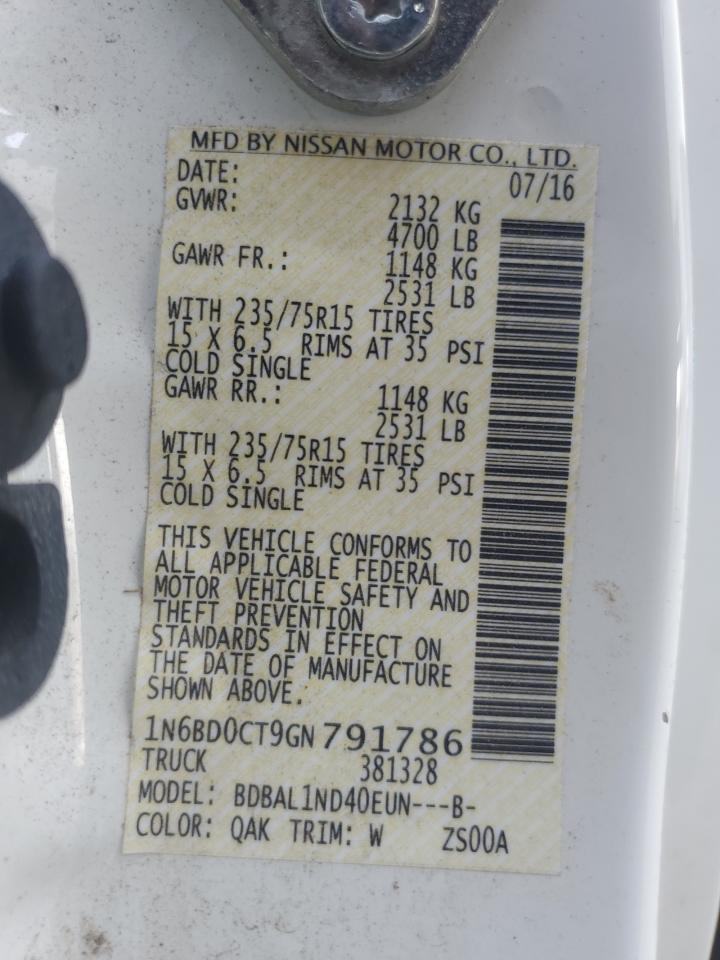 MFD BY NISSAN MOTOR CO., LTD.
DATE: 07/16
GVWR: 2132 KG
4700 LB
GAWR FR.: 1148 KG
2531 LB
WITH 235/75R15 TIRES
15 X 6.5 RIMS AT 35 PSI
COLD SINGLE
GAWR RR.: 1148 KG
2531 LB
WITH 235/75R15 TIRES
15 X 6.5 RIMS AT 35 PSI
COLD SINGLE
THIS VEHICLE CONFORMS TO
ALL APPLICABLE FEDERAL
MOTOR VEHICLE SAFETY AND
THEFT PREVENTION
STANDARDS IN EFFECT ON
THE DATE OF MANUFACTURE
SHOWN ABOVE.
1N6BD0CT9GN791786
TRUCK 381328
MODEL: BDBAL1ND40EUN---B-
COLOR: QAK TRIM: W ZS00A